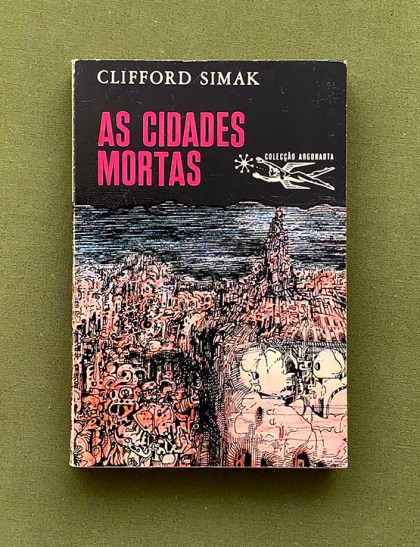 CLIFFORD SIMAK
AS CIDADES
MORTAS
COLECÇÃO ARGONAUTA